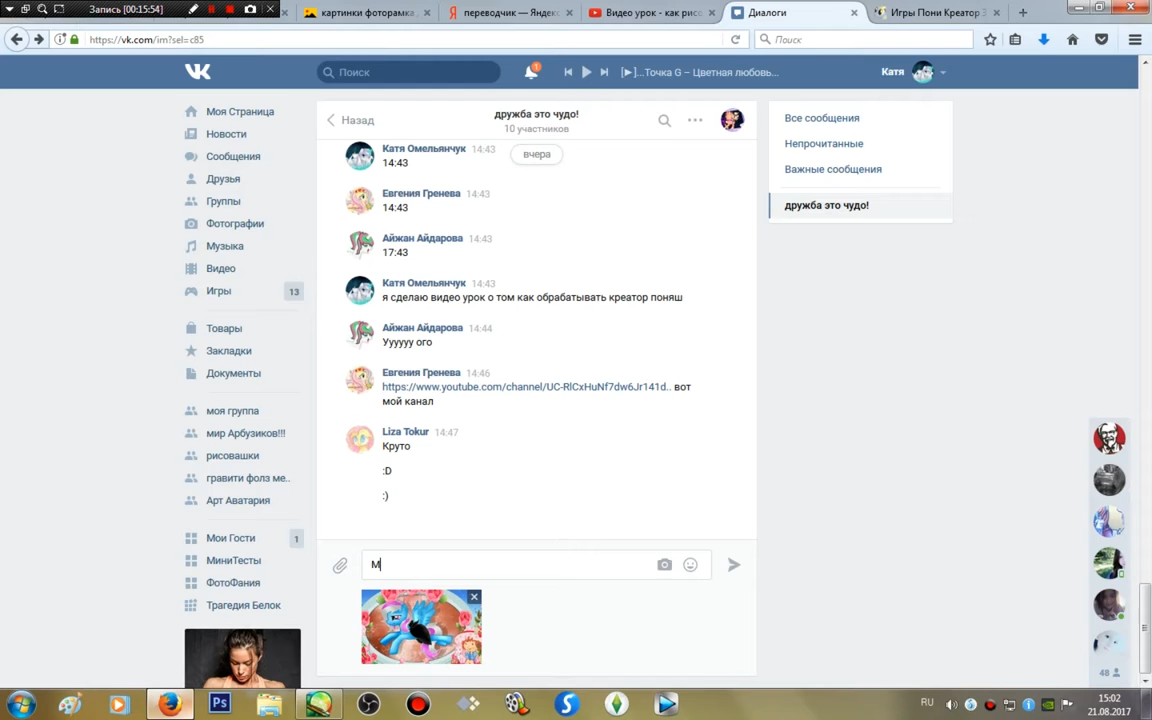 Запись [00:15:54]
картинки фоторамка
переводчик — Яндекс
Видео урок - как рисо
Диалоги
Игры Пони Креатор 3
https://vk.com/im?sel=c85
Поиск
Поиск
1
[▶]...Точка G – Цветная любовь...
Катя
Моя Страница
Новости
Сообщения
Друзья
Группы
Фотографии
Музыка
Видео
Игры
13
Товары
Закладки
Документы
моя группа
мир Арбузиков!!!
рисовашки
гравити фолз ме..
Арт Аватария
Мои Гости
1
МиниТесты
ФотоФания
Трагедия Белок
Назад
дружба это чудо!
10 участников
вчера
Катя Омельянчук 14:43
14:43
Евгения Гренева 14:43
14:43
Айжан Айдарова 14:43
17:43
Катя Омельянчук 14:43
я сделаю видео урок о том как обрабатывать креатор поняш
Айжан Айдарова 14:44
Уууууу ого
Евгения Гренева 14:46
https://www.youtube.com/channel/UC-RlCxHuNf7dw6Jr141d.. вот
мой канал
Liza Tokur 14:47
Круто
:D
:)
М
Все сообщения
Непрочитанные
Важные сообщения
дружба это чудо!
48
Ps
RU
15:02
21.08.2017